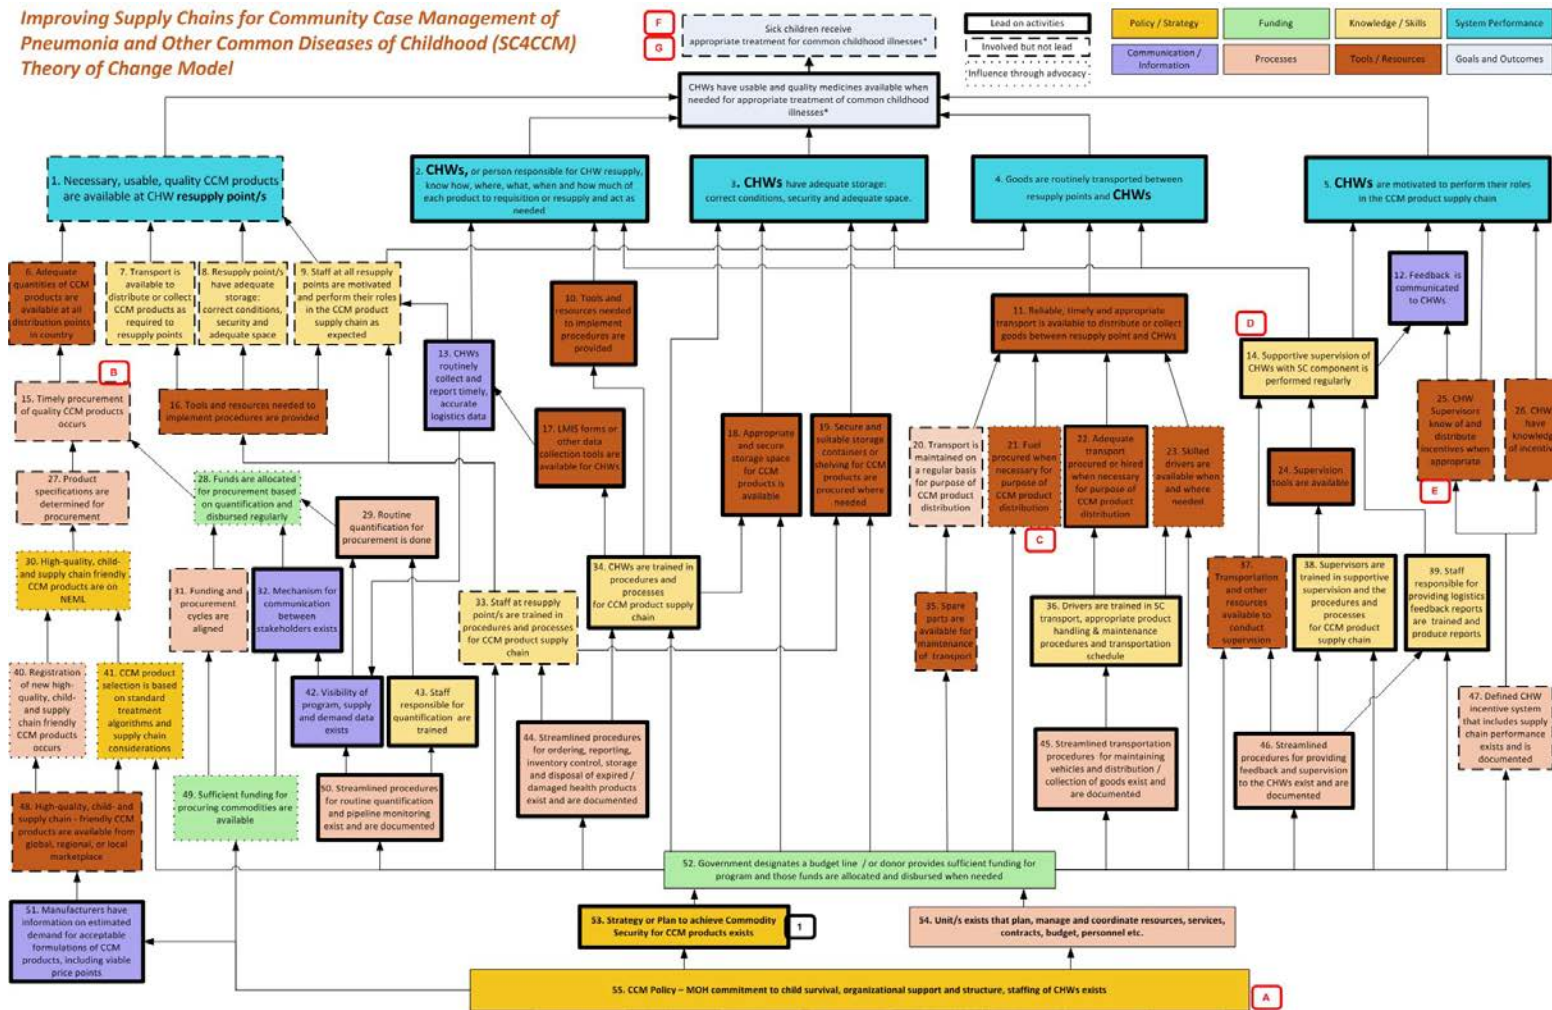 Improving Supply Chains for Community Case Management of
Pneumonia and Other Common Diseases of Childhood (SC4CCM)
Theory of Change Model
F
G
Sick children receive
appropriate treatment for common childhood illnesses*
Lead on activities
Involved but not lead
Influence through advocacy
Policy / Strategy
Funding
Knowledge / Skills
System Performance
Communication /
Information
Processes
Tools / Resources
Goals and Outcomes
CHWs have usable and quality medicines available when
needed for appropriate treatment of common childhood
illnesses*
1. Necessary, usable, quality CCM products
are available at CHW resupply point/s
2. CHWs, or person responsible for CHW resupply,
know how, where, what, when and how much of
each product to requisition or resupply and act as
needed
3. CHWs have adequate storage:
correct conditions, security and adequate space.
4. Goods are routinely transported between
resupply points and CHWs
5. CHWs are motivated to perform their roles
in the CCM product supply chain
6. Adequate
quantities of CCM
products are
available at all
distribution points
in country
7. Transport is
available to
distribute or collect
CCM products as
required to
resupply points
8. Resupply point/s
have adequate
storage:
correct conditions,
security and
adequate space
9. Staff at all resupply
points are motivated
and perform their roles
in the CCM product
supply chain as
expected
10. Tools and
resources needed
to implement
procedures are
provided
11. Reliable, timely and appropriate
transport is available to distribute or collect
goods between resupply point and CHWs
12. Feedback is
communicated
to CHWs
13. CHWs
routinely collect
and report timely,
accurate
logistics data
D
14. Supportive supervision of
CHWs with SC component is
performed regularly
B
15. Timely procurement
of quality CCM products
occurs
16. Tools and resources needed to
implement procedures are provided
17. LMIS forms or
other data
collection tools are
available for CHWs
18. Appropriate
and secure
storage space for
CCM
products is
available
19. Secure and
suitable storage
containers or
shelving for CCM
products are
procured where
needed
20. Transport is
maintained on
a regular basis
for purpose of
CCM product
distribution
21. Fuel
procured when
necessary for
purpose of
CCM product
distribution
C
22. Adequate
transport
procured or hired
when necessary
for purpose of
CCM product
distribution
23. Skilled
drivers are
available when
and where
needed
24. Supervision
tools are available
25. CHW
Supervisors
know of and
distribute
incentives when
appropriate
E
26. CHW
have
knowledg
of incentiv
27. Product
specifications are
determined for
procurement
28. Funds are allocated
for procurement based
on quantification and
disbursed regularly
29. Routine
quantification for
procurement is done
30. High-quality, child-
and supply chain friendly
CCM products are on
NEML
31. Funding and
procurement
cycles are
aligned
32. Mechanism for
communication
between
stakeholders exists
33. Staff at resupply
point/s are trained in
procedures and processes
for CCM product supply
chain
34. CHWs are trained in
procedures and
processes
for CCM product supply
chain
35. Spare
parts are
available for
maintenance
of transport
36. Drivers are trained in SC
transport, appropriate product
handling & maintenance
procedures and transportation
schedule
37.
Transportation
and other
resources
available to
conduct
supervision
38. Supervisors are
trained in supportive
supervision and the
procedures and
processes
for CCM product
supply chain
39. Staff
responsible for
providing logistics
feedback reports
are trained and
produce reports
40. Registration
of new high-
quality, child-
and supply
chain friendly
CCM products
occurs
41. CCM product
selection is based
on standard
treatment
algorithms and
supply chain
considerations
42. Visibility of
program, supply
and demand data
exists
43. Staff
responsible for
quantification are
trained
44. Streamlined procedures
for ordering, reporting,
inventory control, storage
and disposal of expired /
damaged health products
exist and are documented
45. Streamlined transportation
procedures for maintaining
vehicles and distribution /
collection of goods exist and
are documented
46. Streamlined
procedures for providing
feedback and supervision
to the CHWs exist and are
documented
47. Defined CHW
incentive system
that includes supply
chain performance
exists and is
documented
48. High-quality, child- and
supply chain - friendly CCM
products are available from
global, regional, or local
marketplace
49. Sufficient funding for
procuring commodities are
available
50. Streamlined procedures
for routine quantification
and pipeline monitoring
exist and are documented
51. Manufacturers have
information on estimated
demand for acceptable
formulations of CCM
products, including viable
price points
52. Government designates a budget line / or donor provides sufficient funding for
program and those funds are allocated and disbursed when needed
53. Strategy or Plan to achieve Commodity
Security for CCM products exists
1
54. Unit/s exists that plan, manage and coordinate resources, services,
contracts, budget, personnel etc.
55. CCM Policy – MOH commitment to child survival, organizational support and structure, staffing of CHWs exists
A